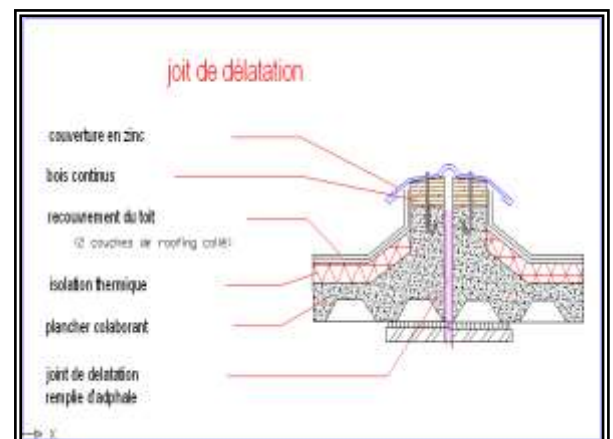 joit de délatation
couverture en zinc
bois continus
recouvrement du toit
(2 couches de roofing collé)
isolation thermique
plancher colaborant
joint de delatation
remplie d'adphale
X